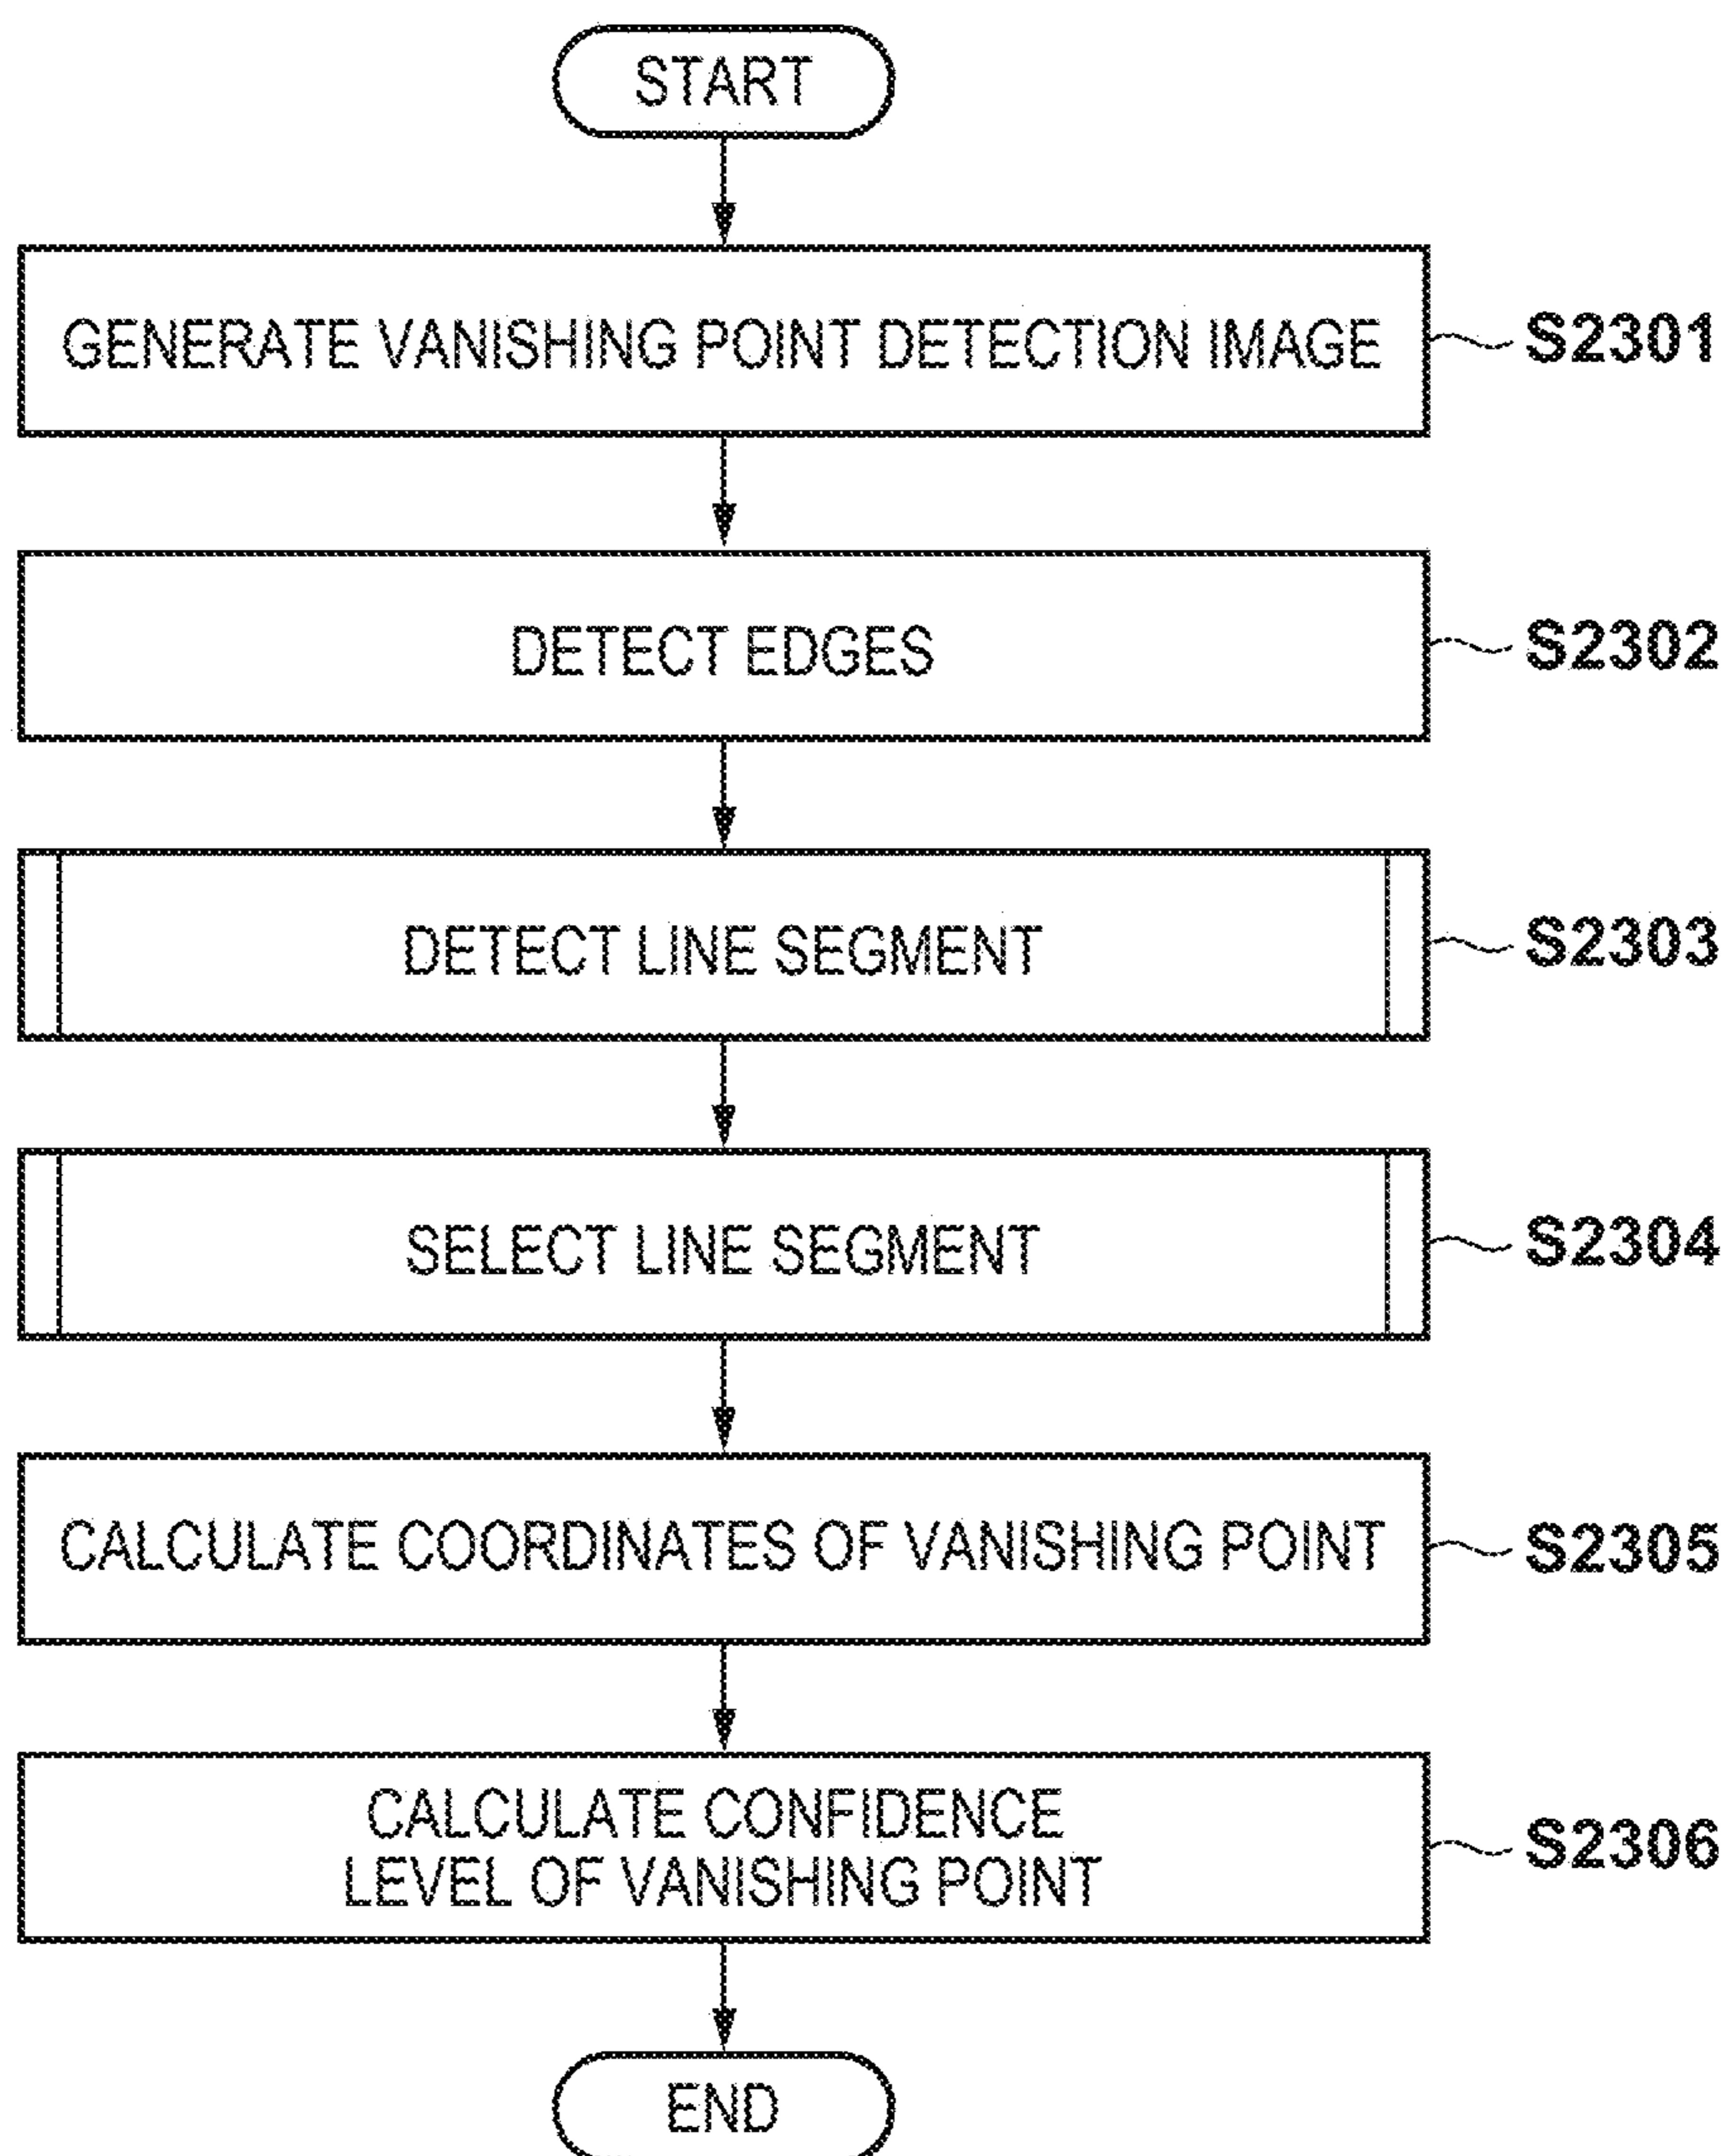 START
GENERATE VANISHING POINT DETECTION IMAGE
S2301
DETECT EDGES
S2302
DETECT LINE SEGMENT
S2303
SELECT LINE SEGMENT
S2304
CALCULATE COORDINATES OF VANISHING POINT
S2305
CALCULATE CONFIDENCE
LEVEL OF VANISHING POINT
S2306
END